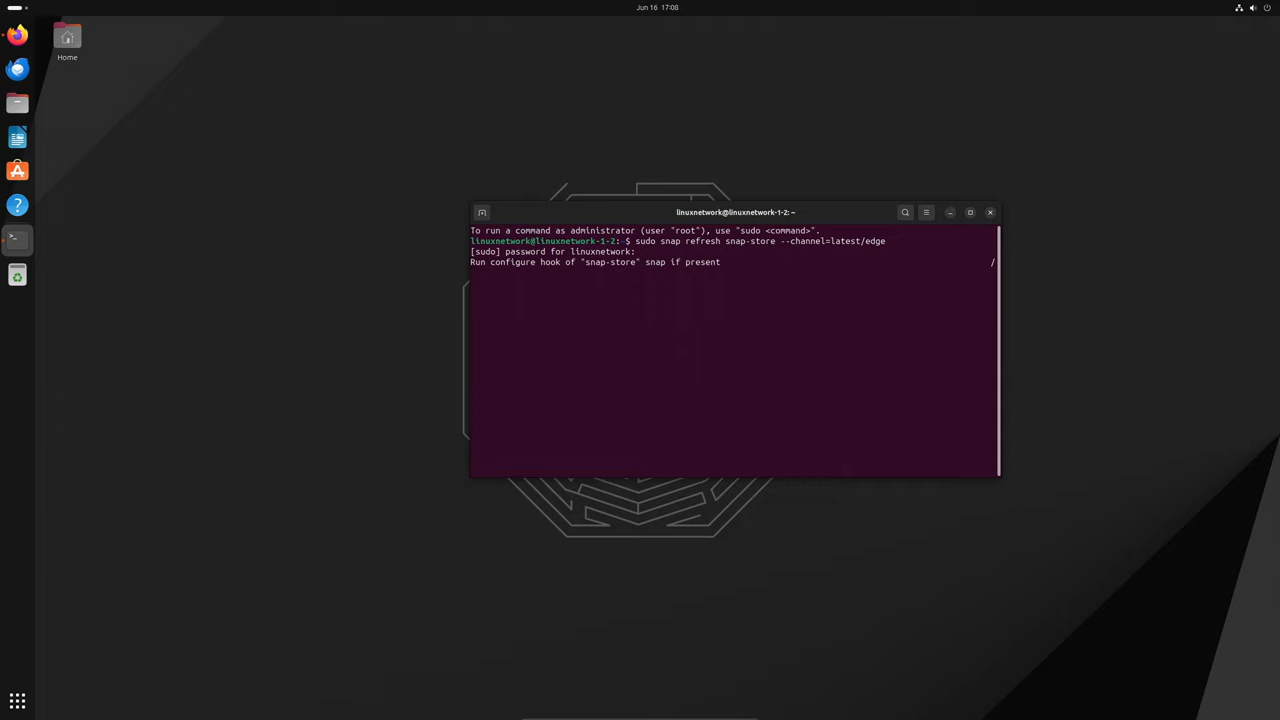 Jun 16 17:08
Home
linuxnetwork@linuxnetwork-1-2: ~
To run a command as administrator (user "root"), use "sudo <command>".
linuxnetwork@linuxnetwork-1-2:~$ sudo snap refresh snap-store --channel=latest/edge
[sudo] password for linuxnetwork:
Run configure hook of "snap-store" snap if present /